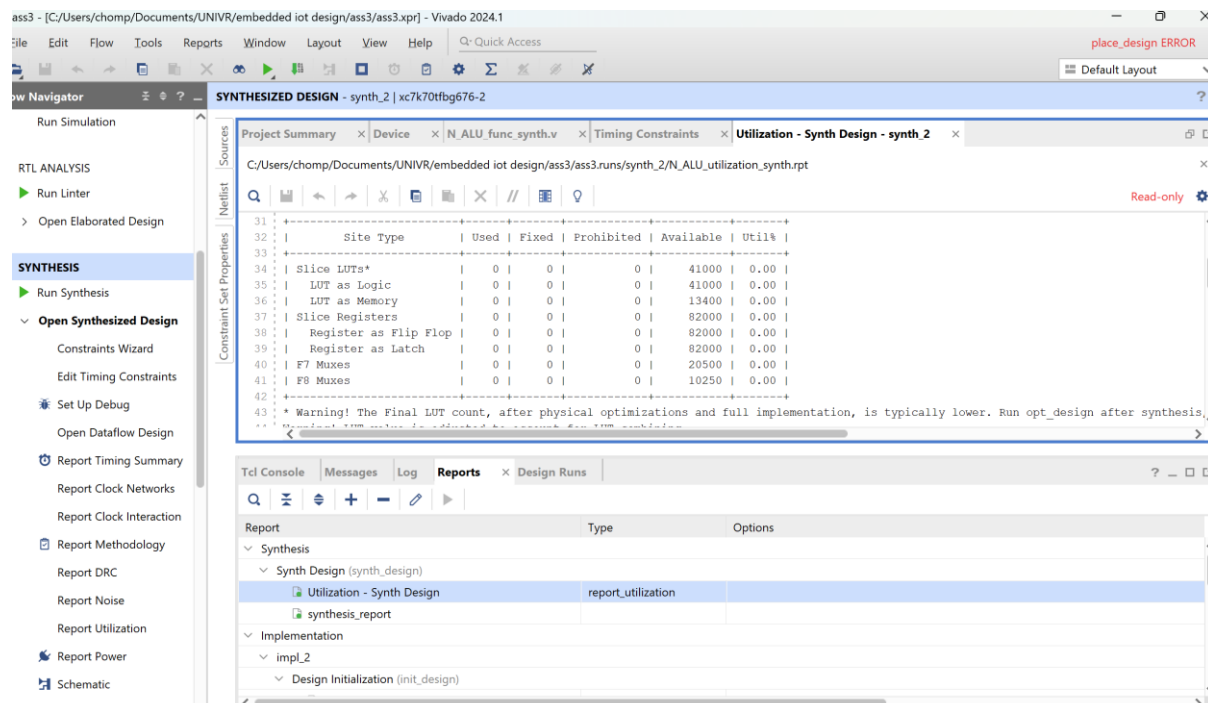 ass3 - [C:/Users/chomp/Documents/UNIVR/embedded iot design/ass3/ass3.xpr] - Vivado 2024.1
File Edit Flow Tools Reports Window Layout View Help Quick Access place_design ERROR
Default Layout
ow Navigator ? SYNTHESIZED DESIGN - synth_2 | xc7k70tfbg676-2 ?
Run Simulation
RTL ANALYSIS
Run Linter
Open Elaborated Design
SYNTHESIS
Run Synthesis
Open Synthesized Design
Constraints Wizard
Edit Timing Constraints
Set Up Debug
Open Dataflow Design
Report Timing Summary
Report Clock Networks
Report Clock Interaction
Report Methodology
Report DRC
Report Noise
Report Utilization
Report Power
Schematic
Sources
Netlist
Constraint Set Properties
Project Summary Device N_ALU_func_synth.v Timing Constraints Utilization - Synth Design - synth_2
C:/Users/chomp/Documents/UNIVR/embedded iot design/ass3/ass3.runs/synth_2/N_ALU_utilization_synth.rpt
Read-only
31 +-------------------------+------+-------+------------+-----------+-------+
32 | Site Type | Used | Fixed | Prohibited | Available | Util% |
33 +-------------------------+------+-------+------------+-----------+-------+
34 | Slice LUTs* | 0 | 0 | 0 | 41000 | 0.00 |
35 | LUT as Logic | 0 | 0 | 0 | 41000 | 0.00 |
36 | LUT as Memory | 0 | 0 | 0 | 13400 | 0.00 |
37 | Slice Registers | 0 | 0 | 0 | 82000 | 0.00 |
38 | Register as Flip Flop | 0 | 0 | 0 | 82000 | 0.00 |
39 | Register as Latch | 0 | 0 | 0 | 82000 | 0.00 |
40 | F7 Muxes | 0 | 0 | 0 | 20500 | 0.00 |
41 | F8 Muxes | 0 | 0 | 0 | 10250 | 0.00 |
42 +-------------------------+------+-------+------------+-----------+-------+
43 * Warning! The Final LUT count, after physical optimizations and full implementation, is typically lower. Run opt_design after synthesis,
Tcl Console Messages Log Reports Design Runs ?
Report Type Options
Synthesis
Synth Design (synth_design)
Utilization - Synth Design report_utilization
synthesis_report
Implementation
impl_2
Design Initialization (init_design)